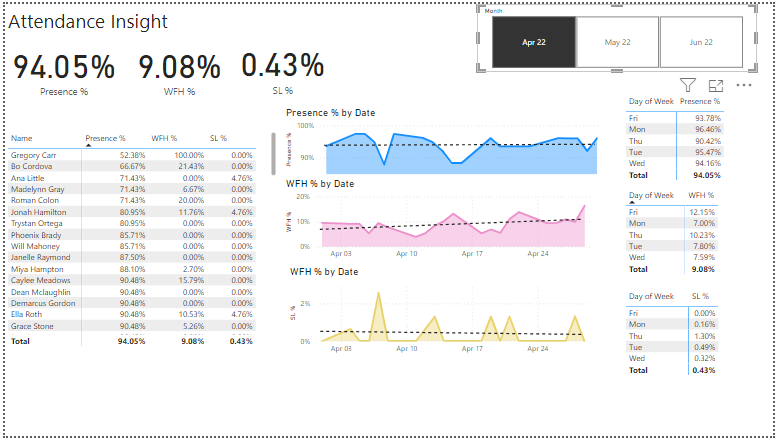 Attendance Insight
Month
Apr 22 May 22 Jun 22
94.05% 9.08% 0.43%
Presence % WFH % SL %
Name Presence % WFH % SL %
Gregory Carr 52.38% 100.00% 0.00%
Bo Cordova 66.67% 21.43% 0.00%
Ana Little 71.43% 0.00% 4.76%
Madelynn Gray 71.43% 6.67% 0.00%
Roman Colon 71.43% 20.00% 0.00%
Jonah Hamilton 80.95% 11.76% 4.76%
Trystan Ortega 80.95% 0.00% 0.00%
Phoenix Brady 85.71% 0.00% 0.00%
Will Mahoney 85.71% 0.00% 0.00%
Janelle Raymond 87.50% 0.00% 0.00%
Miya Hampton 88.10% 2.70% 0.00%
Caylee Meadows 90.48% 15.79% 0.00%
Dean Mclaughlin 90.48% 0.00% 0.00%
Demarcus Gordon 90.48% 0.00% 0.00%
Ella Roth 90.48% 10.53% 4.76%
Grace Stone 90.48% 5.26% 0.00%
Total 94.05% 9.08% 0.43%
Presence % by Date
Presence %
100%
90%
WFH % by Date
WFH %
20%
10%
0%
Apr 03 Apr 10 Apr 17 Apr 24
WFH % by Date
SL %
2%
0%
Apr 03 Apr 10 Apr 17 Apr 24
Day of Week Presence %
Fri 93.78%
Mon 96.46%
Thu 90.42%
Tue 95.47%
Wed 94.16%
Total 94.05%
Day of Week WFH %
Fri 12.15%
Mon 7.00%
Thu 10.23%
Tue 7.80%
Wed 7.59%
Total 9.08%
Day of Week SL %
Fri 0.00%
Mon 0.16%
Thu 1.30%
Tue 0.49%
Wed 0.32%
Total 0.43%